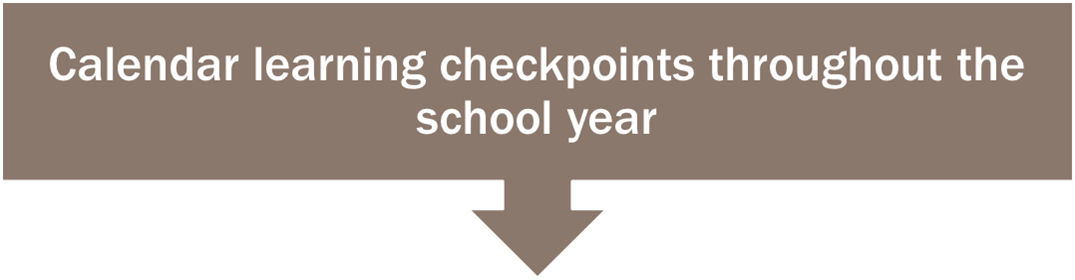 Calendar learning checkpoints throughout the
school year